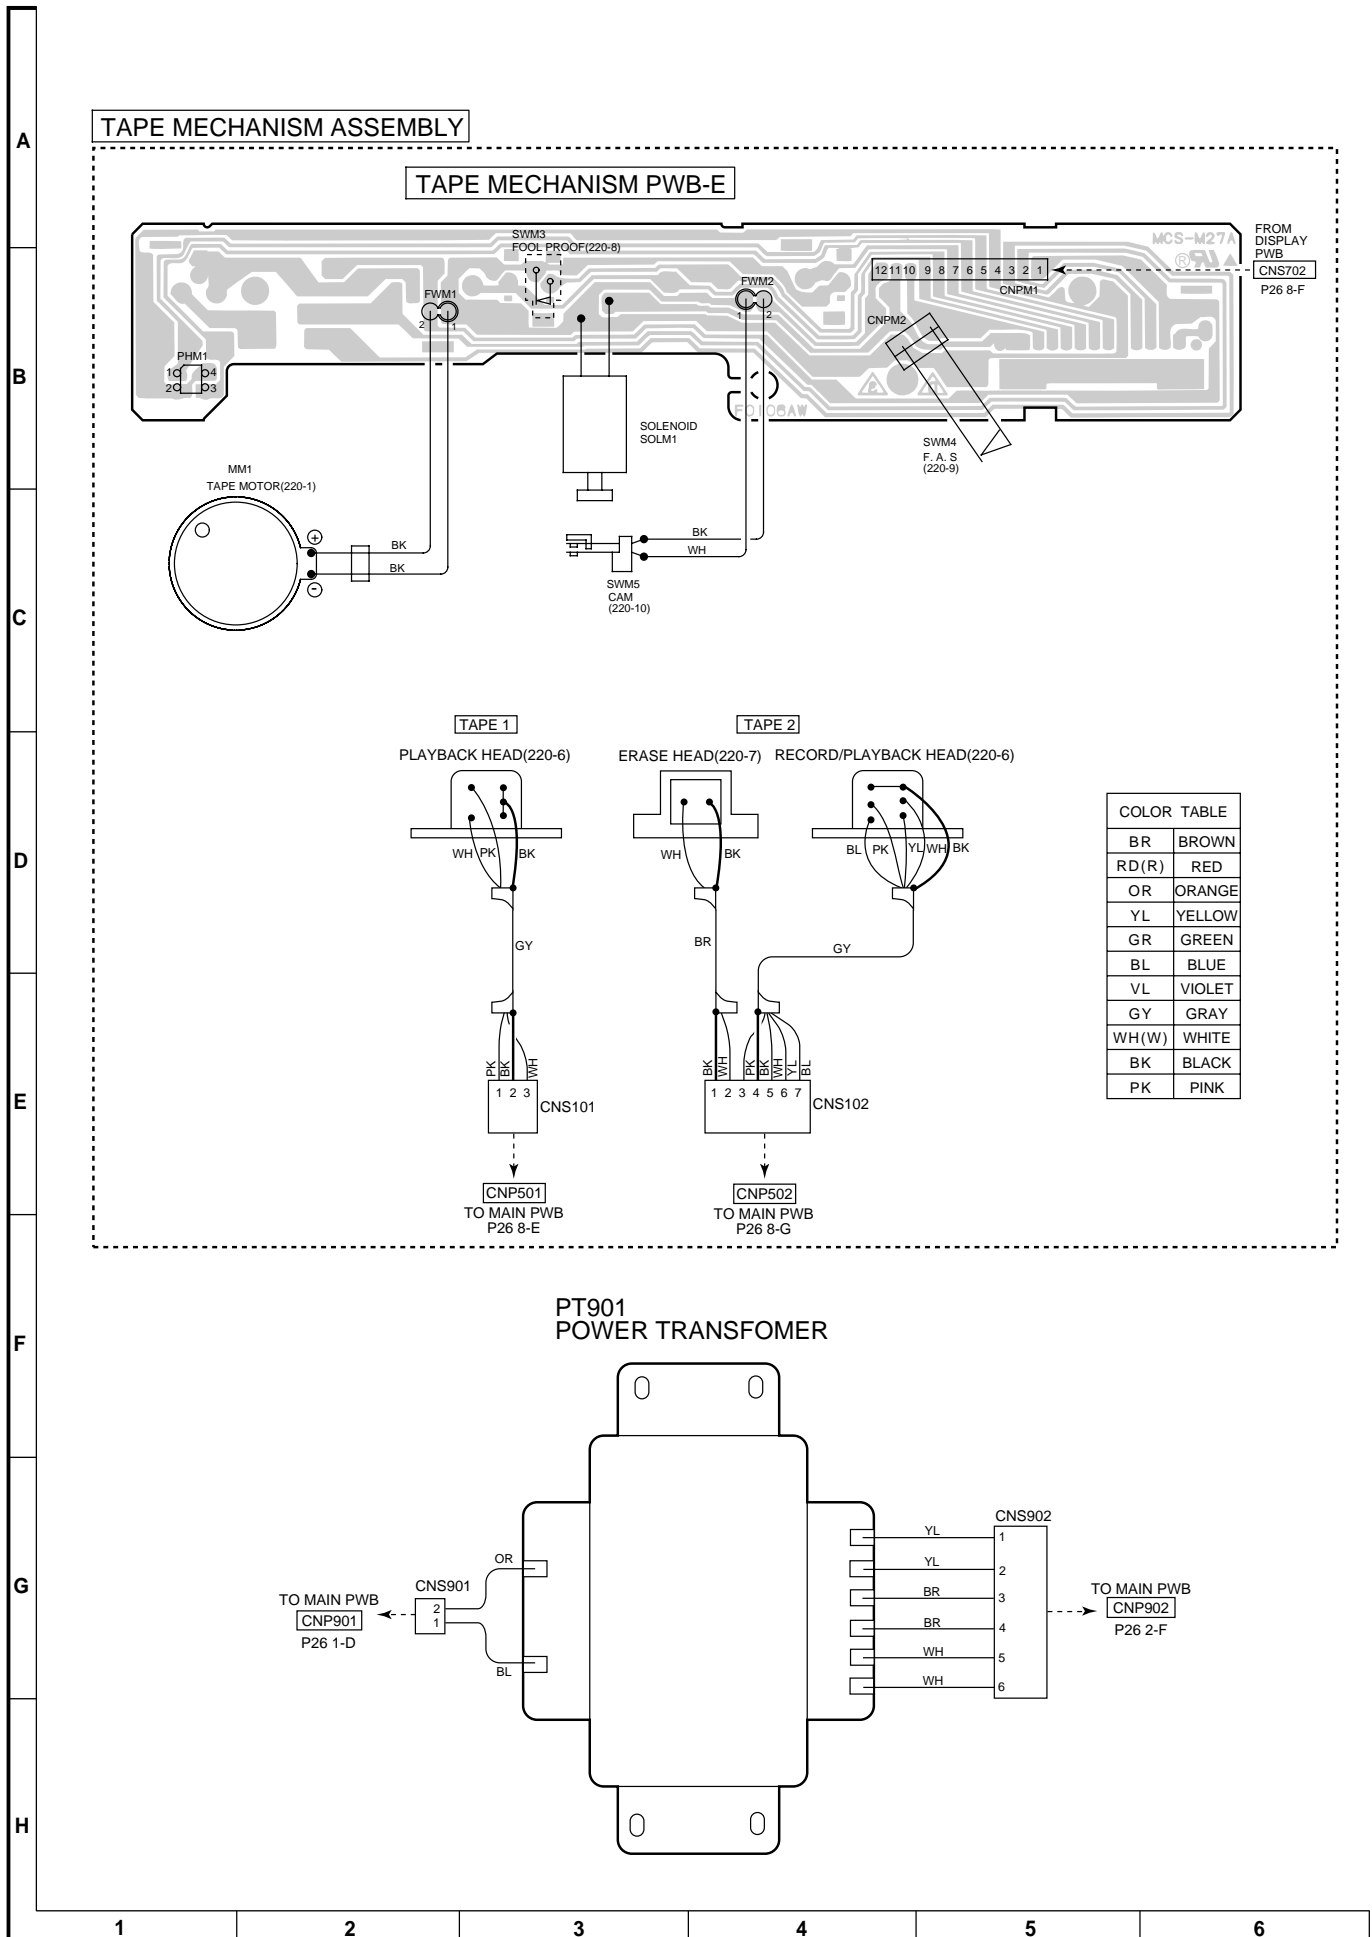 A
B
C
D
E
F
G
H
TAPE MECHANISM ASSEMBLY
TAPE MECHANISM PWB-E
SWM3
FOOL PROOF(220-8)
MCS-M27A
FROM
DISPLAY
PWB
CNS702
P26 8-F
12 11 10 9 8 7 6 5 4 3 2 1
CNPM1
FWM1
2 1
FWM2
1 2
CNPM2
PHM1
1 4
2 3
F0106AW
SOLENOID
SOLM1
SWM4
F. A. S
(220-9)
MM1
TAPE MOTOR(220-1)
+
BK
BK
-
BK
WH
SWM5
CAM
(220-10)
TAPE 1
PLAYBACK HEAD(220-6)
WH PK BK
GY
PK BK WH
1 2 3
CNS101
CNP501
TO MAIN PWB
P26 8-E
TAPE 2
ERASE HEAD(220-7) RECORD/PLAYBACK HEAD(220-6)
WH BK
BL PK YL WH BK
BR
GY
BK WH PK BK WH YL BL
1 2 3 4 5 6 7
CNS102
CNP502
TO MAIN PWB
P26 8-G
COLOR TABLE
BR BROWN
RD(R) RED
OR ORANGE
YL YELLOW
GR GREEN
BL BLUE
VL VIOLET
GY GRAY
WH(W) WHITE
BK BLACK
PK PINK
PT901
POWER TRANSFOMER
OR
CNS901
2
1
BL
TO MAIN PWB
CNP901
P26 1-D
CNS902
YL 1
YL 2
BR 3
BR 4
WH 5
WH 6
TO MAIN PWB
CNP902
P26 2-F
1 2 3 4 5 6